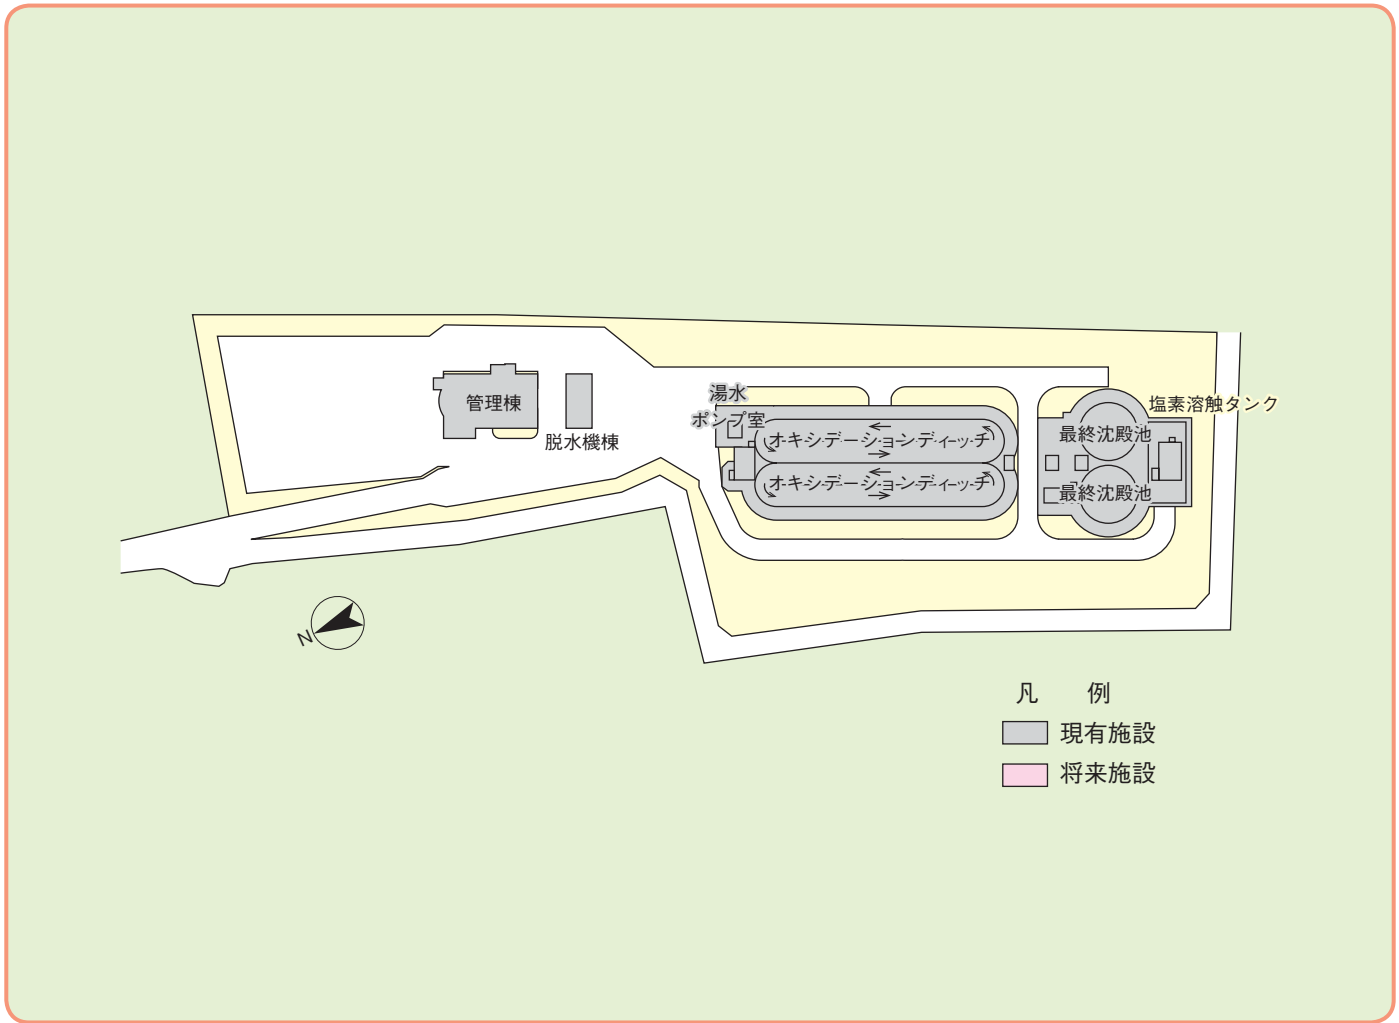 湯水
ポンプ室
管理棟
脱水機棟
オキシデーションディーッチ
オキシデーションディーッチ
最終沈殿池
最終沈殿池
塩素溶触タンク
N
凡 例
現有施設
将来施設